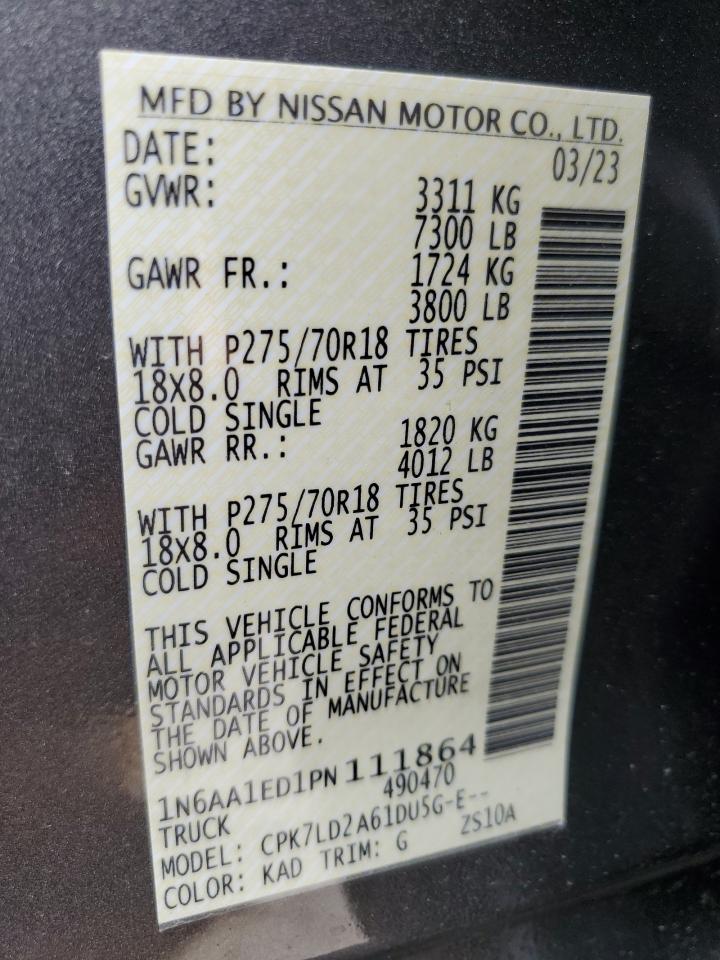 MFD BY NISSAN MOTOR CO., LTD.
DATE: 03/23
GVWR: 3311 KG
7300 LB
GAWR FR.: 1724 KG
3800 LB
WITH P275/70R18 TIRES
18X8.0 RIMS AT 35 PSI
COLD SINGLE
GAWR RR.: 1820 KG
4012 LB
WITH P275/70R18 TIRES
18X8.0 RIMS AT 35 PSI
COLD SINGLE
THIS VEHICLE CONFORMS TO
ALL APPLICABLE FEDERAL
MOTOR VEHICLE SAFETY
STANDARDS IN EFFECT ON
THE DATE OF MANUFACTURE
SHOWN ABOVE.
1N6AA1ED1PN 111864
TRUCK 490470
MODEL: CPK7LD2A61DU5G-E--
COLOR: KAD TRIM: G ZS10A